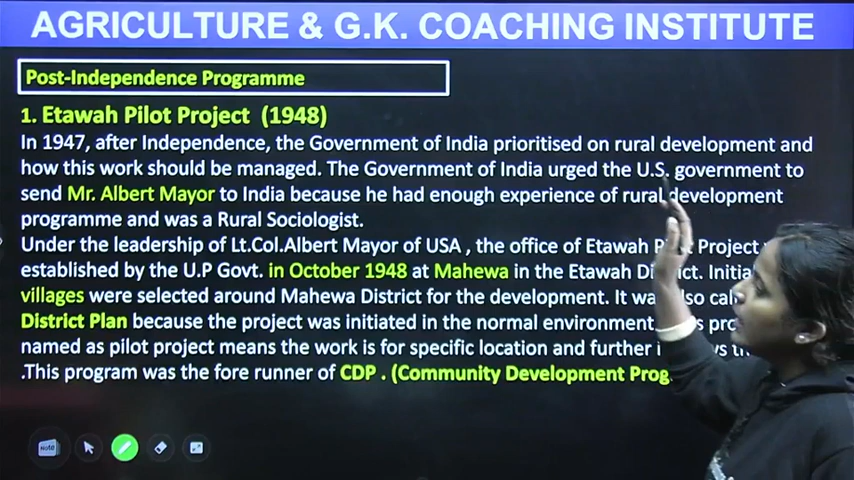 AGRICULTURE & G.K. COACHING INSTITUTE
Post-Independence Programme
1. Etawah Pilot Project (1948)
In 1947, after Independence, the Government of India prioritised on rural development and
how this work should be managed. The Government of India urged the U.S. government to
send Mr. Albert Mayor to India because he had enough experience of rural development
programme and was a Rural Sociologist.
Under the leadership of Lt.Col.Albert Mayor of USA , the office of Etawah Project
established by the U.P Govt. in October 1948 at Mahewa in the Etawah
villages were selected around Mahewa District for the development. It
District Plan because the project was initiated in the normal environment.
named as pilot project means the work is for specific location and further
.This program was the fore runner of CDP . (Community Development
Note